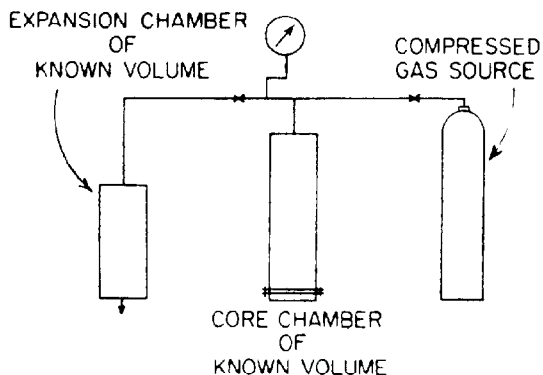 EXPANSION CHAMBER
OF
KNOWN VOLUME
COMPRESSED
GAS SOURCE
CORE CHAMBER
OF
KNOWN VOLUME